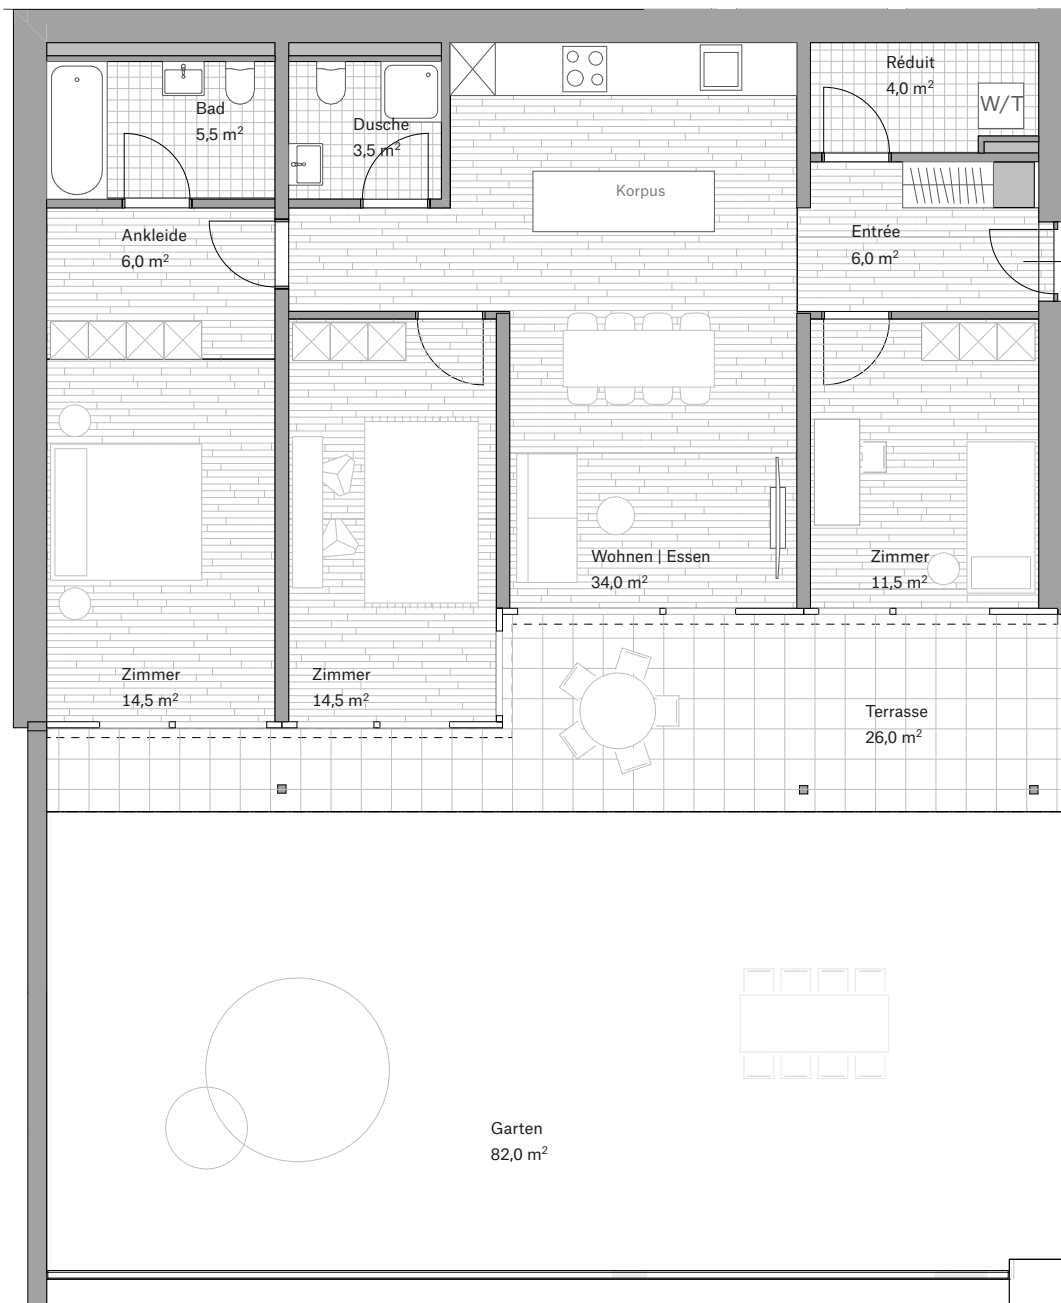 Réduit
4,0 m²
W/T
Bad
5,5 m²
Dusche
3,5 m²
Korpus
Ankleide
6,0 m²
Entrée
6,0 m²
Wohnen | Essen
34,0 m²
Zimmer
11,5 m²
Zimmer
14,5 m²
Zimmer
14,5 m²
Terrasse
26,0 m²
Garten
82,0 m²